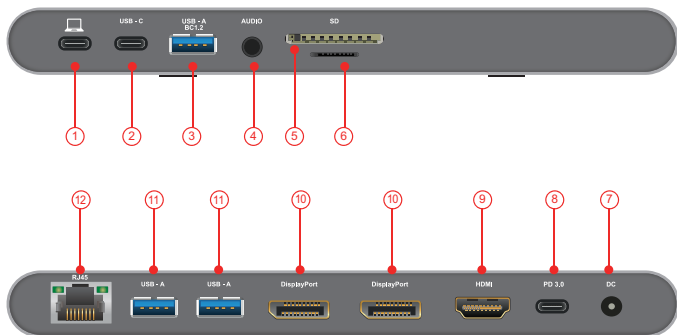 USB - C
USB - A
BC1.2
AUDIO
SD
1 2 3 4 5 6
12 11 11 10 10 9 8 7
RJ45
USB - A
USB - A
DisplayPort
DisplayPort
HDMI
PD 3.0
DC